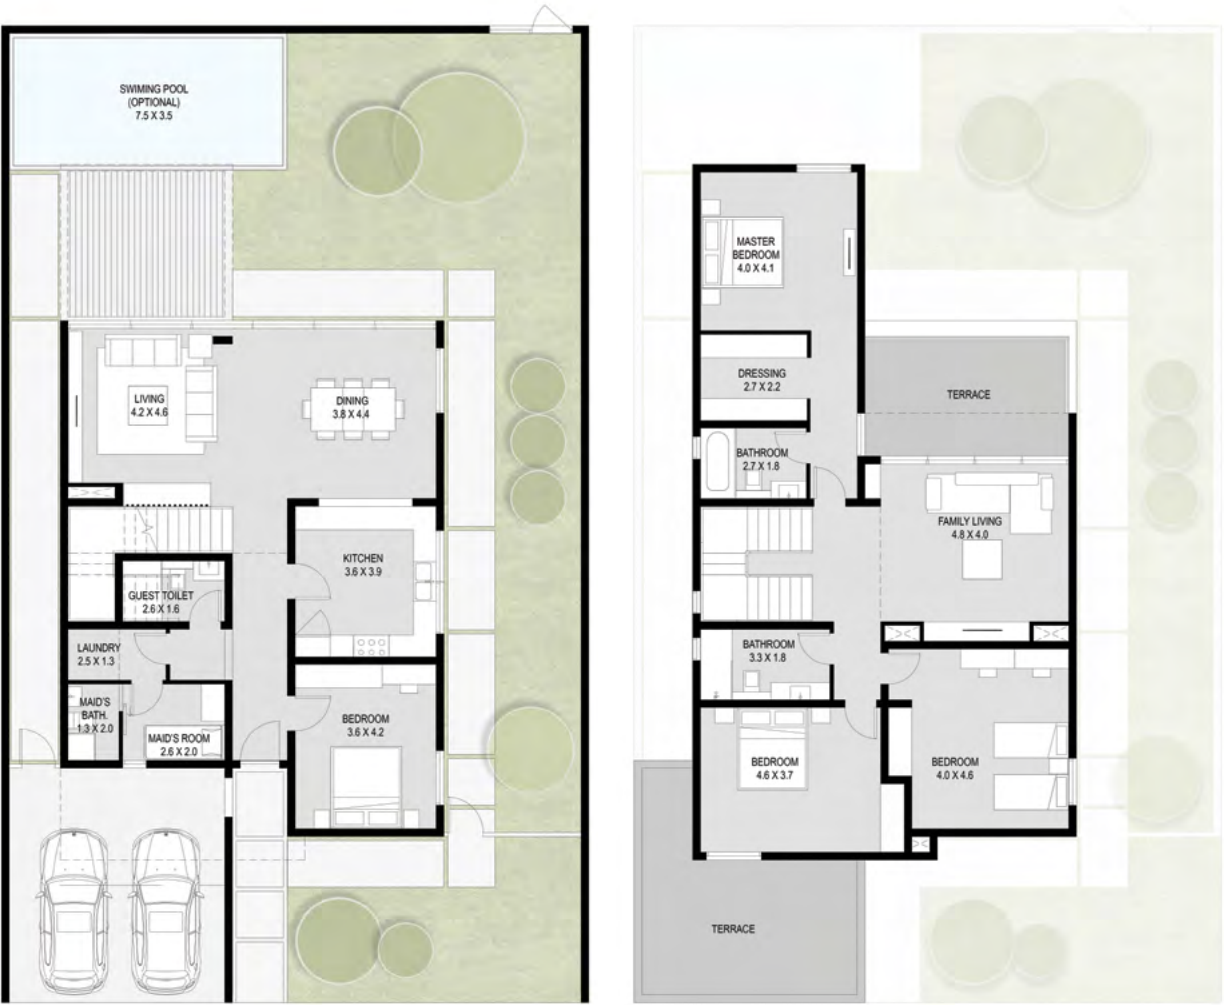 SWIMING POOL
(OPTIONAL)
7.5 X 3.5
LIVING
4.2 X 4.6
DINING
3.8 X 4.4
KITCHEN
3.6 X 3.9
GUEST TOILET
2.6 X 1.6
LAUNDRY
2.5 X 1.3
MAID'S
BATH.
1.3 X 2.0
MAID'S ROOM
2.6 X 2.0
BEDROOM
3.6 X 4.2
MASTER
BEDROOM
4.0 X 4.1
DRESSING
2.7 X 2.2
TERRACE
BATHROOM
2.7 X 1.8
FAMILY LIVING
4.8 X 4.0
BATHROOM
3.3 X 1.8
BEDROOM
4.6 X 3.7
BEDROOM
4.0 X 4.6
TERRACE